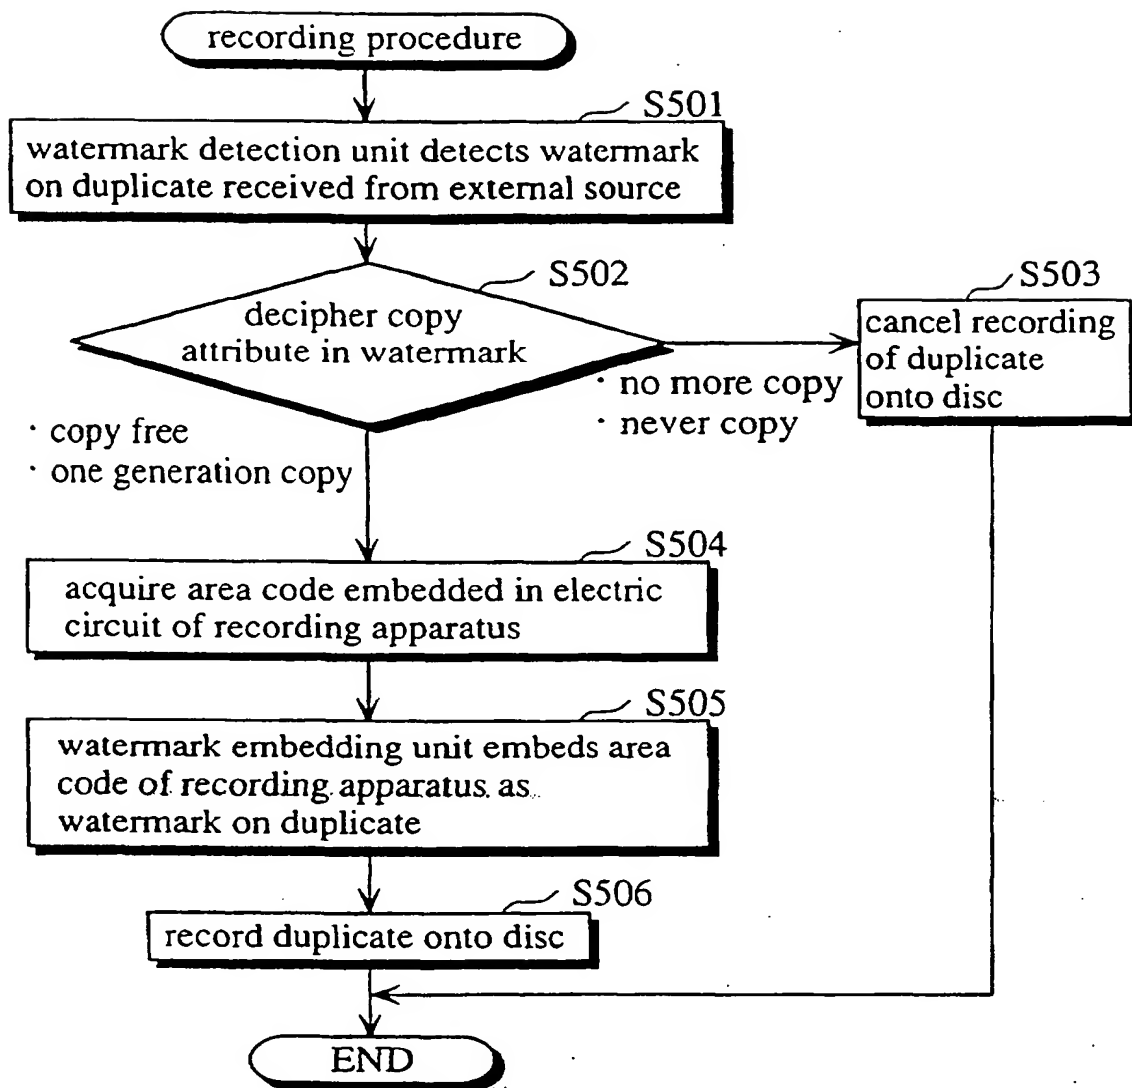 recording procedure
S501
watermark detection unit detects watermark
on duplicate received from external source
S502
decipher copy
attribute in watermark
S503
cancel recording
of duplicate
onto disc
· no more copy
· never copy
· copy free
· one generation copy
S504
acquire area code embedded in electric
circuit of recording apparatus
S505
watermark embedding unit embeds area
code of recording apparatus as
watermark on duplicate
S506
record duplicate onto disc
END